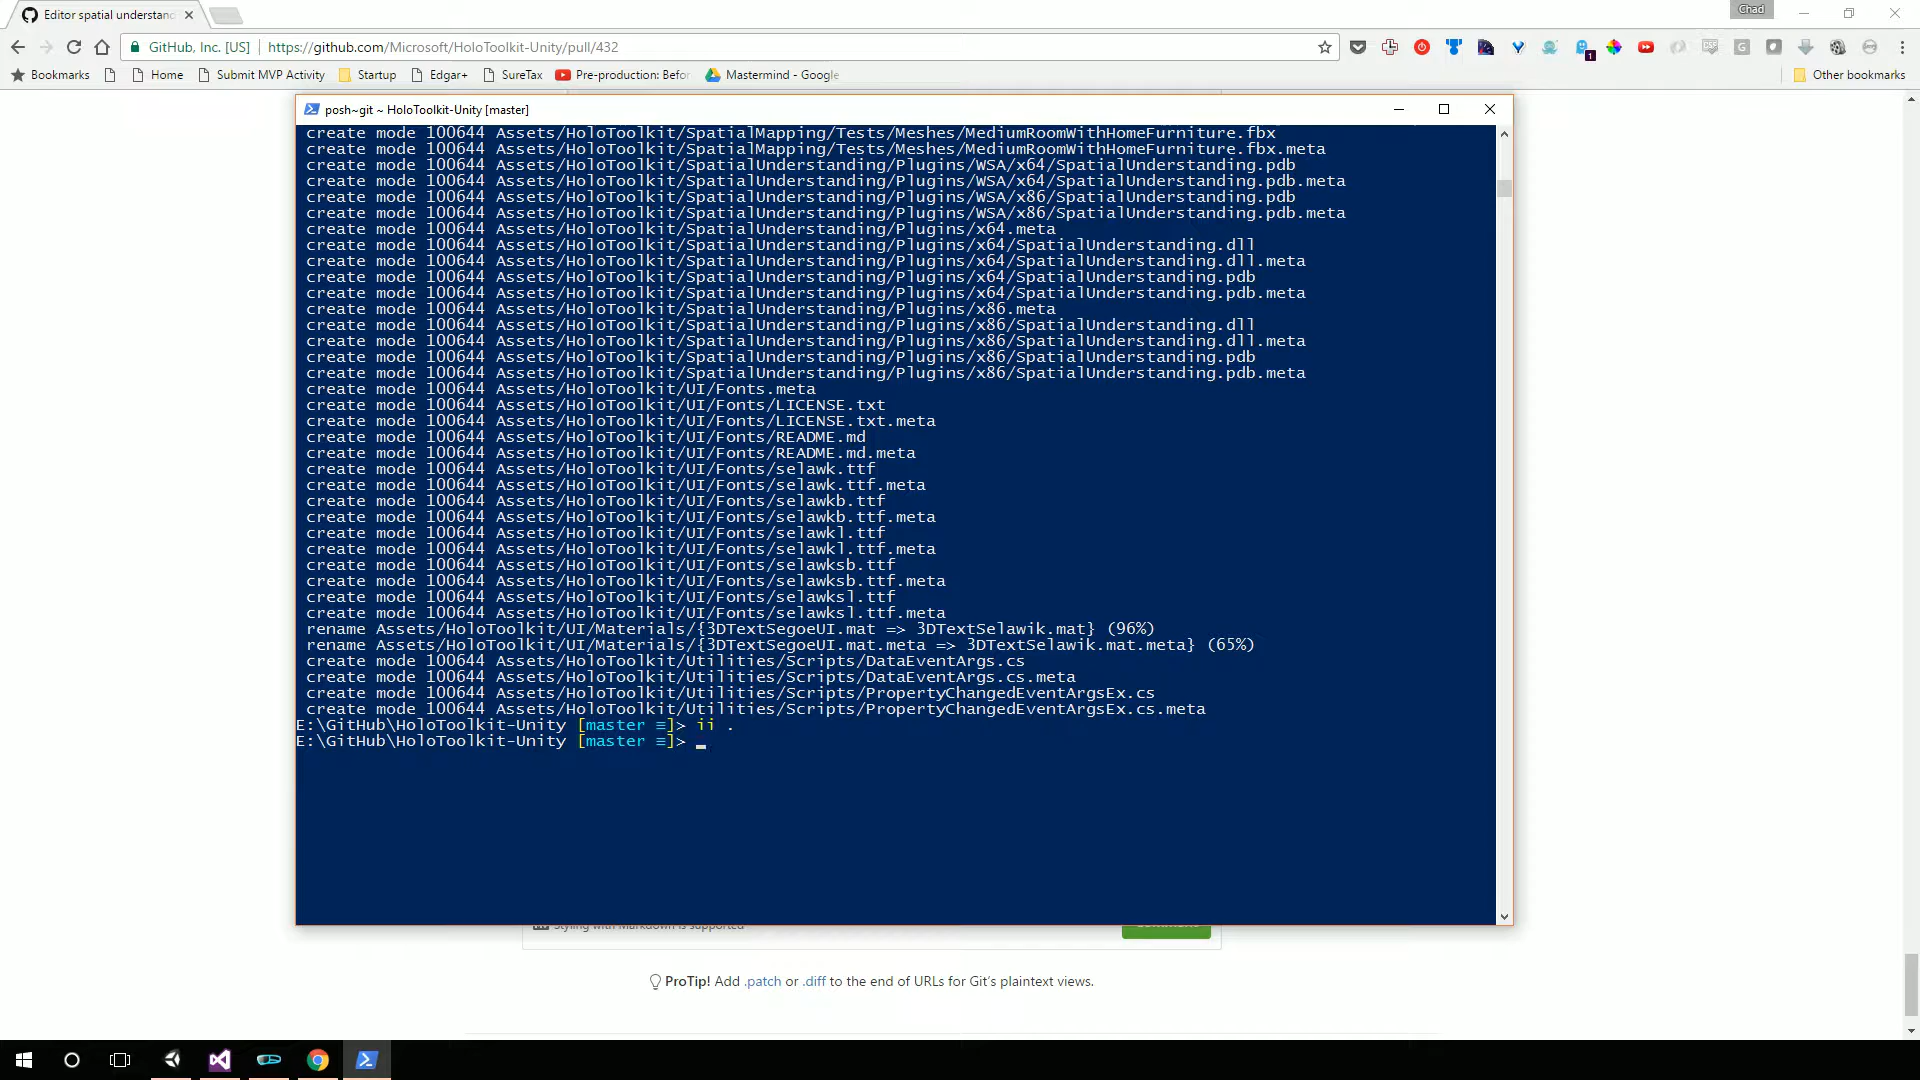 Editor spatial understan
Chad
GitHub, Inc. [US] | https://github.com/Microsoft/HoloToolkit-Unity/pull/432
Bookmarks Home Submit MVP Activity Startup Edgar+ SureTax Pre-production: Befor Mastermind - Google Other bookmarks
posh~git ~ HoloToolkit-Unity [master]
create mode 100644 Assets/HoloToolkit/SpatialMapping/Tests/Meshes/MediumRoomWithHomeFurniture.fbx
create mode 100644 Assets/HoloToolkit/SpatialMapping/Tests/Meshes/MediumRoomWithHomeFurniture.fbx.meta
create mode 100644 Assets/HoloToolkit/SpatialUnderstanding/Plugins/WSA/x64/SpatialUnderstanding.pdb
create mode 100644 Assets/HoloToolkit/SpatialUnderstanding/Plugins/WSA/x64/SpatialUnderstanding.pdb.meta
create mode 100644 Assets/HoloToolkit/SpatialUnderstanding/Plugins/WSA/x86/SpatialUnderstanding.pdb
create mode 100644 Assets/HoloToolkit/SpatialUnderstanding/Plugins/WSA/x86/SpatialUnderstanding.pdb.meta
create mode 100644 Assets/HoloToolkit/SpatialUnderstanding/Plugins/x64.meta
create mode 100644 Assets/HoloToolkit/SpatialUnderstanding/Plugins/x64/SpatialUnderstanding.dll
create mode 100644 Assets/HoloToolkit/SpatialUnderstanding/Plugins/x64/SpatialUnderstanding.dll.meta
create mode 100644 Assets/HoloToolkit/SpatialUnderstanding/Plugins/x64/SpatialUnderstanding.pdb
create mode 100644 Assets/HoloToolkit/SpatialUnderstanding/Plugins/x64/SpatialUnderstanding.pdb.meta
create mode 100644 Assets/HoloToolkit/SpatialUnderstanding/Plugins/x86.meta
create mode 100644 Assets/HoloToolkit/SpatialUnderstanding/Plugins/x86/SpatialUnderstanding.dll
create mode 100644 Assets/HoloToolkit/SpatialUnderstanding/Plugins/x86/SpatialUnderstanding.dll.meta
create mode 100644 Assets/HoloToolkit/SpatialUnderstanding/Plugins/x86/SpatialUnderstanding.pdb
create mode 100644 Assets/HoloToolkit/SpatialUnderstanding/Plugins/x86/SpatialUnderstanding.pdb.meta
create mode 100644 Assets/HoloToolkit/UI/Fonts.meta
create mode 100644 Assets/HoloToolkit/UI/Fonts/LICENSE.txt
create mode 100644 Assets/HoloToolkit/UI/Fonts/LICENSE.txt.meta
create mode 100644 Assets/HoloToolkit/UI/Fonts/README.md
create mode 100644 Assets/HoloToolkit/UI/Fonts/README.md.meta
create mode 100644 Assets/HoloToolkit/UI/Fonts/selawk.ttf
create mode 100644 Assets/HoloToolkit/UI/Fonts/selawk.ttf.meta
create mode 100644 Assets/HoloToolkit/UI/Fonts/selawkb.ttf
create mode 100644 Assets/HoloToolkit/UI/Fonts/selawkb.ttf.meta
create mode 100644 Assets/HoloToolkit/UI/Fonts/selawkl.ttf
create mode 100644 Assets/HoloToolkit/UI/Fonts/selawkl.ttf.meta
create mode 100644 Assets/HoloToolkit/UI/Fonts/selawksb.ttf
create mode 100644 Assets/HoloToolkit/UI/Fonts/selawksb.ttf.meta
create mode 100644 Assets/HoloToolkit/UI/Fonts/selawksl.ttf
create mode 100644 Assets/HoloToolkit/UI/Fonts/selawksl.ttf.meta
rename Assets/HoloToolkit/UI/Materials/{3DTextSegoeUI.mat => 3DTextSelawik.mat} (96%)
rename Assets/HoloToolkit/UI/Materials/{3DTextSegoeUI.mat.meta => 3DTextSelawik.mat.meta} (65%)
create mode 100644 Assets/HoloToolkit/Utilities/Scripts/DataEventArgs.cs
create mode 100644 Assets/HoloToolkit/Utilities/Scripts/DataEventArgs.cs.meta
create mode 100644 Assets/HoloToolkit/Utilities/Scripts/PropertyChangedEventArgsEx.cs
create mode 100644 Assets/HoloToolkit/Utilities/Scripts/PropertyChangedEventArgsEx.cs.meta
E:\GitHub\HoloToolkit-Unity [master ≡]> ii .
E:\GitHub\HoloToolkit-Unity [master ≡]> _
Styling with Markdown is supported
ProTip! Add .patch or .diff to the end of URLs for Git's plaintext views.